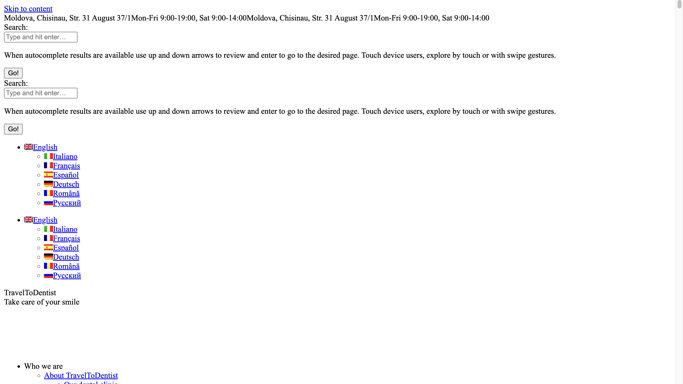 Skip to content
Moldova, Chisinau, Str. 31 August 37/1Mon-Fri 9:00-19:00, Sat 9:00-14:00Moldova, Chisinau, Str. 31 August 37/1Mon-Fri 9:00-19:00, Sat 9:00-14:00
Search:
Type and hit enter…
When autocomplete results are available use up and down arrows to review and enter to go to the desired page. Touch device users, explore by touch or with swipe gestures.
Go!
Search:
Type and hit enter…
When autocomplete results are available use up and down arrows to review and enter to go to the desired page. Touch device users, explore by touch or with swipe gestures.
Go!
English
Italiano
Français
Español
Deutsch
Română
Русский
English
Italiano
Français
Español
Deutsch
Română
Русский
TravelToDentist
Take care of your smile
Who we are
About TravelToDentist
Our dental clinic